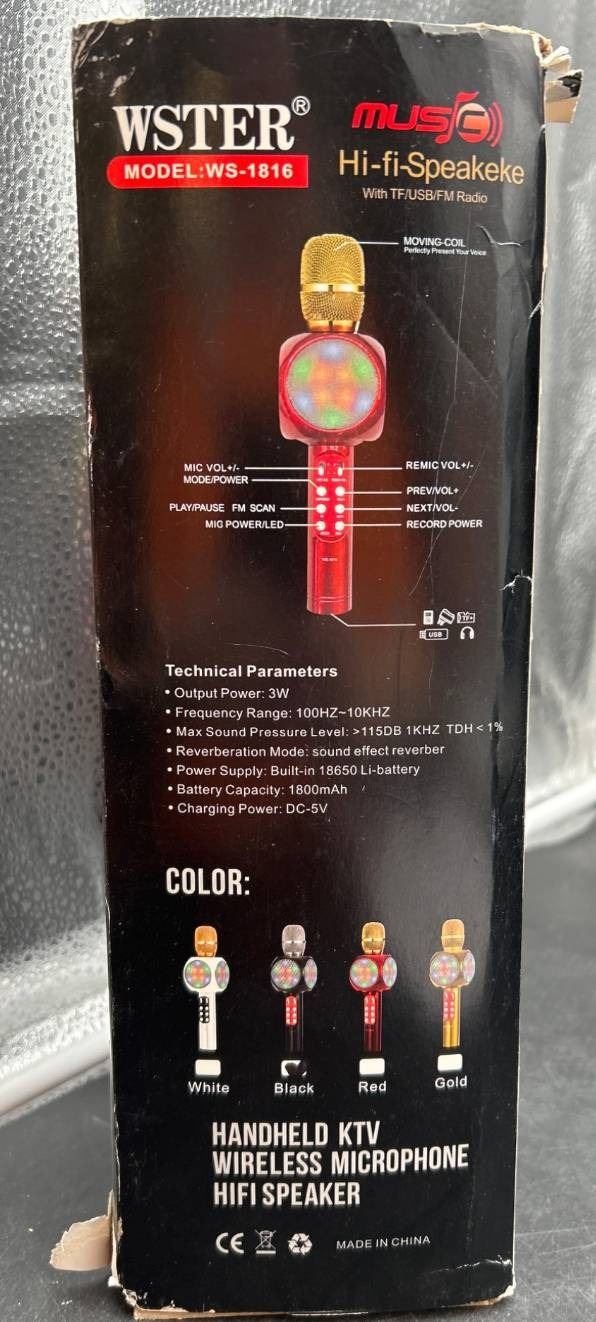 WSTER®
MODEL:WS-1816
MUSIC
Hi-fi-Speakeke
With TF/USB/FM Radio
MOVING-COIL
Perfectly Present Your Voice
MIC VOL+/-
REMIC VOL+/-
MODE/POWER
PREV/VOL+
PLAY/PAUSE FM SCAN
NEXT/VOL-
MIG POWER/LED
RECORD POWER
TF+
USB
Technical Parameters
• Output Power: 3W
• Frequency Range: 100HZ~10KHZ
• Max Sound Pressure Level: >115DB 1KHZ TDH < 1%
• Reverberation Mode: sound effect reverber
• Power Supply: Built-in 18650 Li-battery
• Battery Capacity: 1800mAh
• Charging Power: DC-5V
COLOR:
White Black Red Gold
HANDHELD KTV
WIRELESS MICROPHONE
HIFI SPEAKER
CE MADE IN CHINA